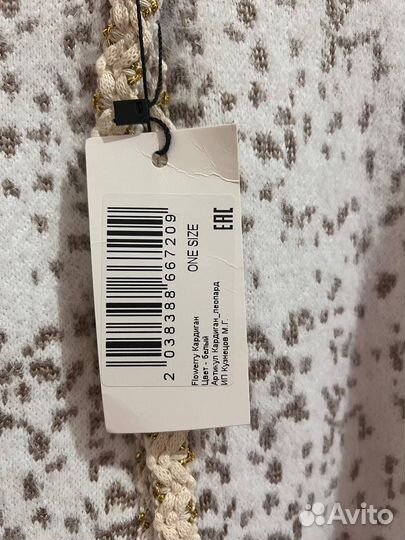 2 038388 667209
ONE SIZE
EAC
Flowerry Кардиган
Цвет - белый
Артикул Кардиган_леопард
ИП Кузнецов М.Г.
Avito